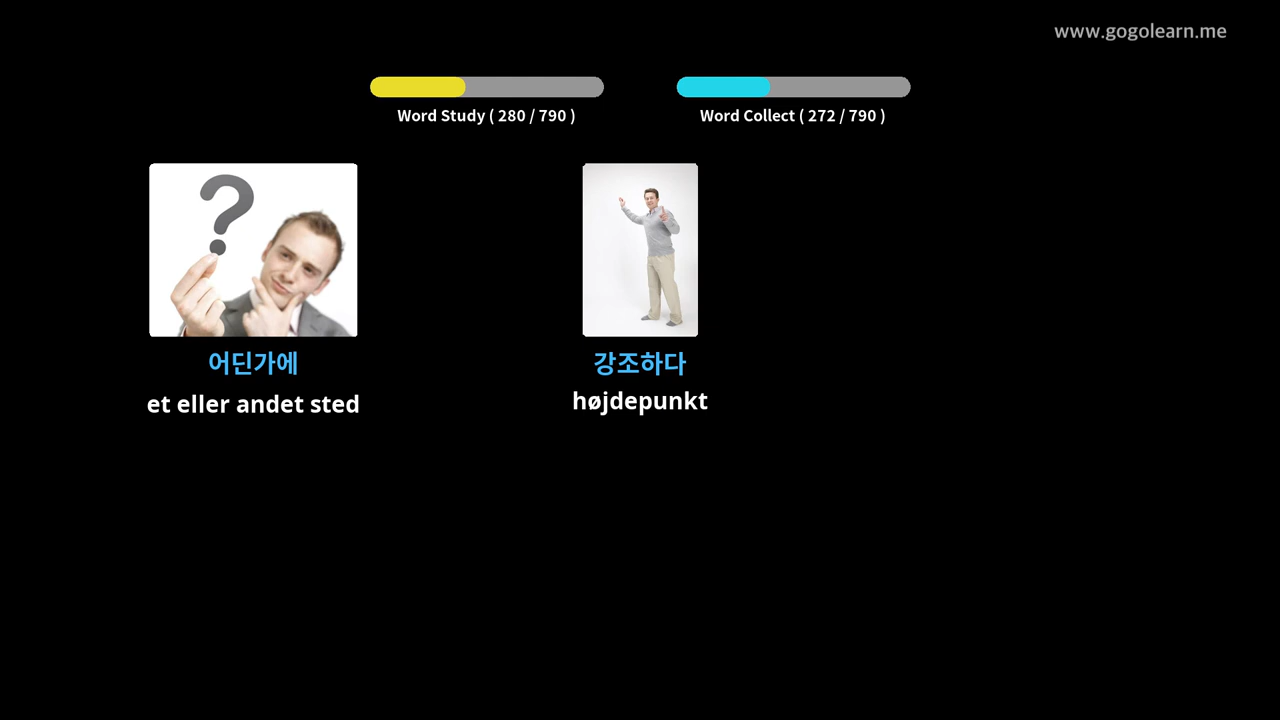 www.gogolearn.me
Word Study ( 280 / 790 )
Word Collect ( 272 / 790 )
어딘가에
et eller andet sted
강조하다
højdepunkt